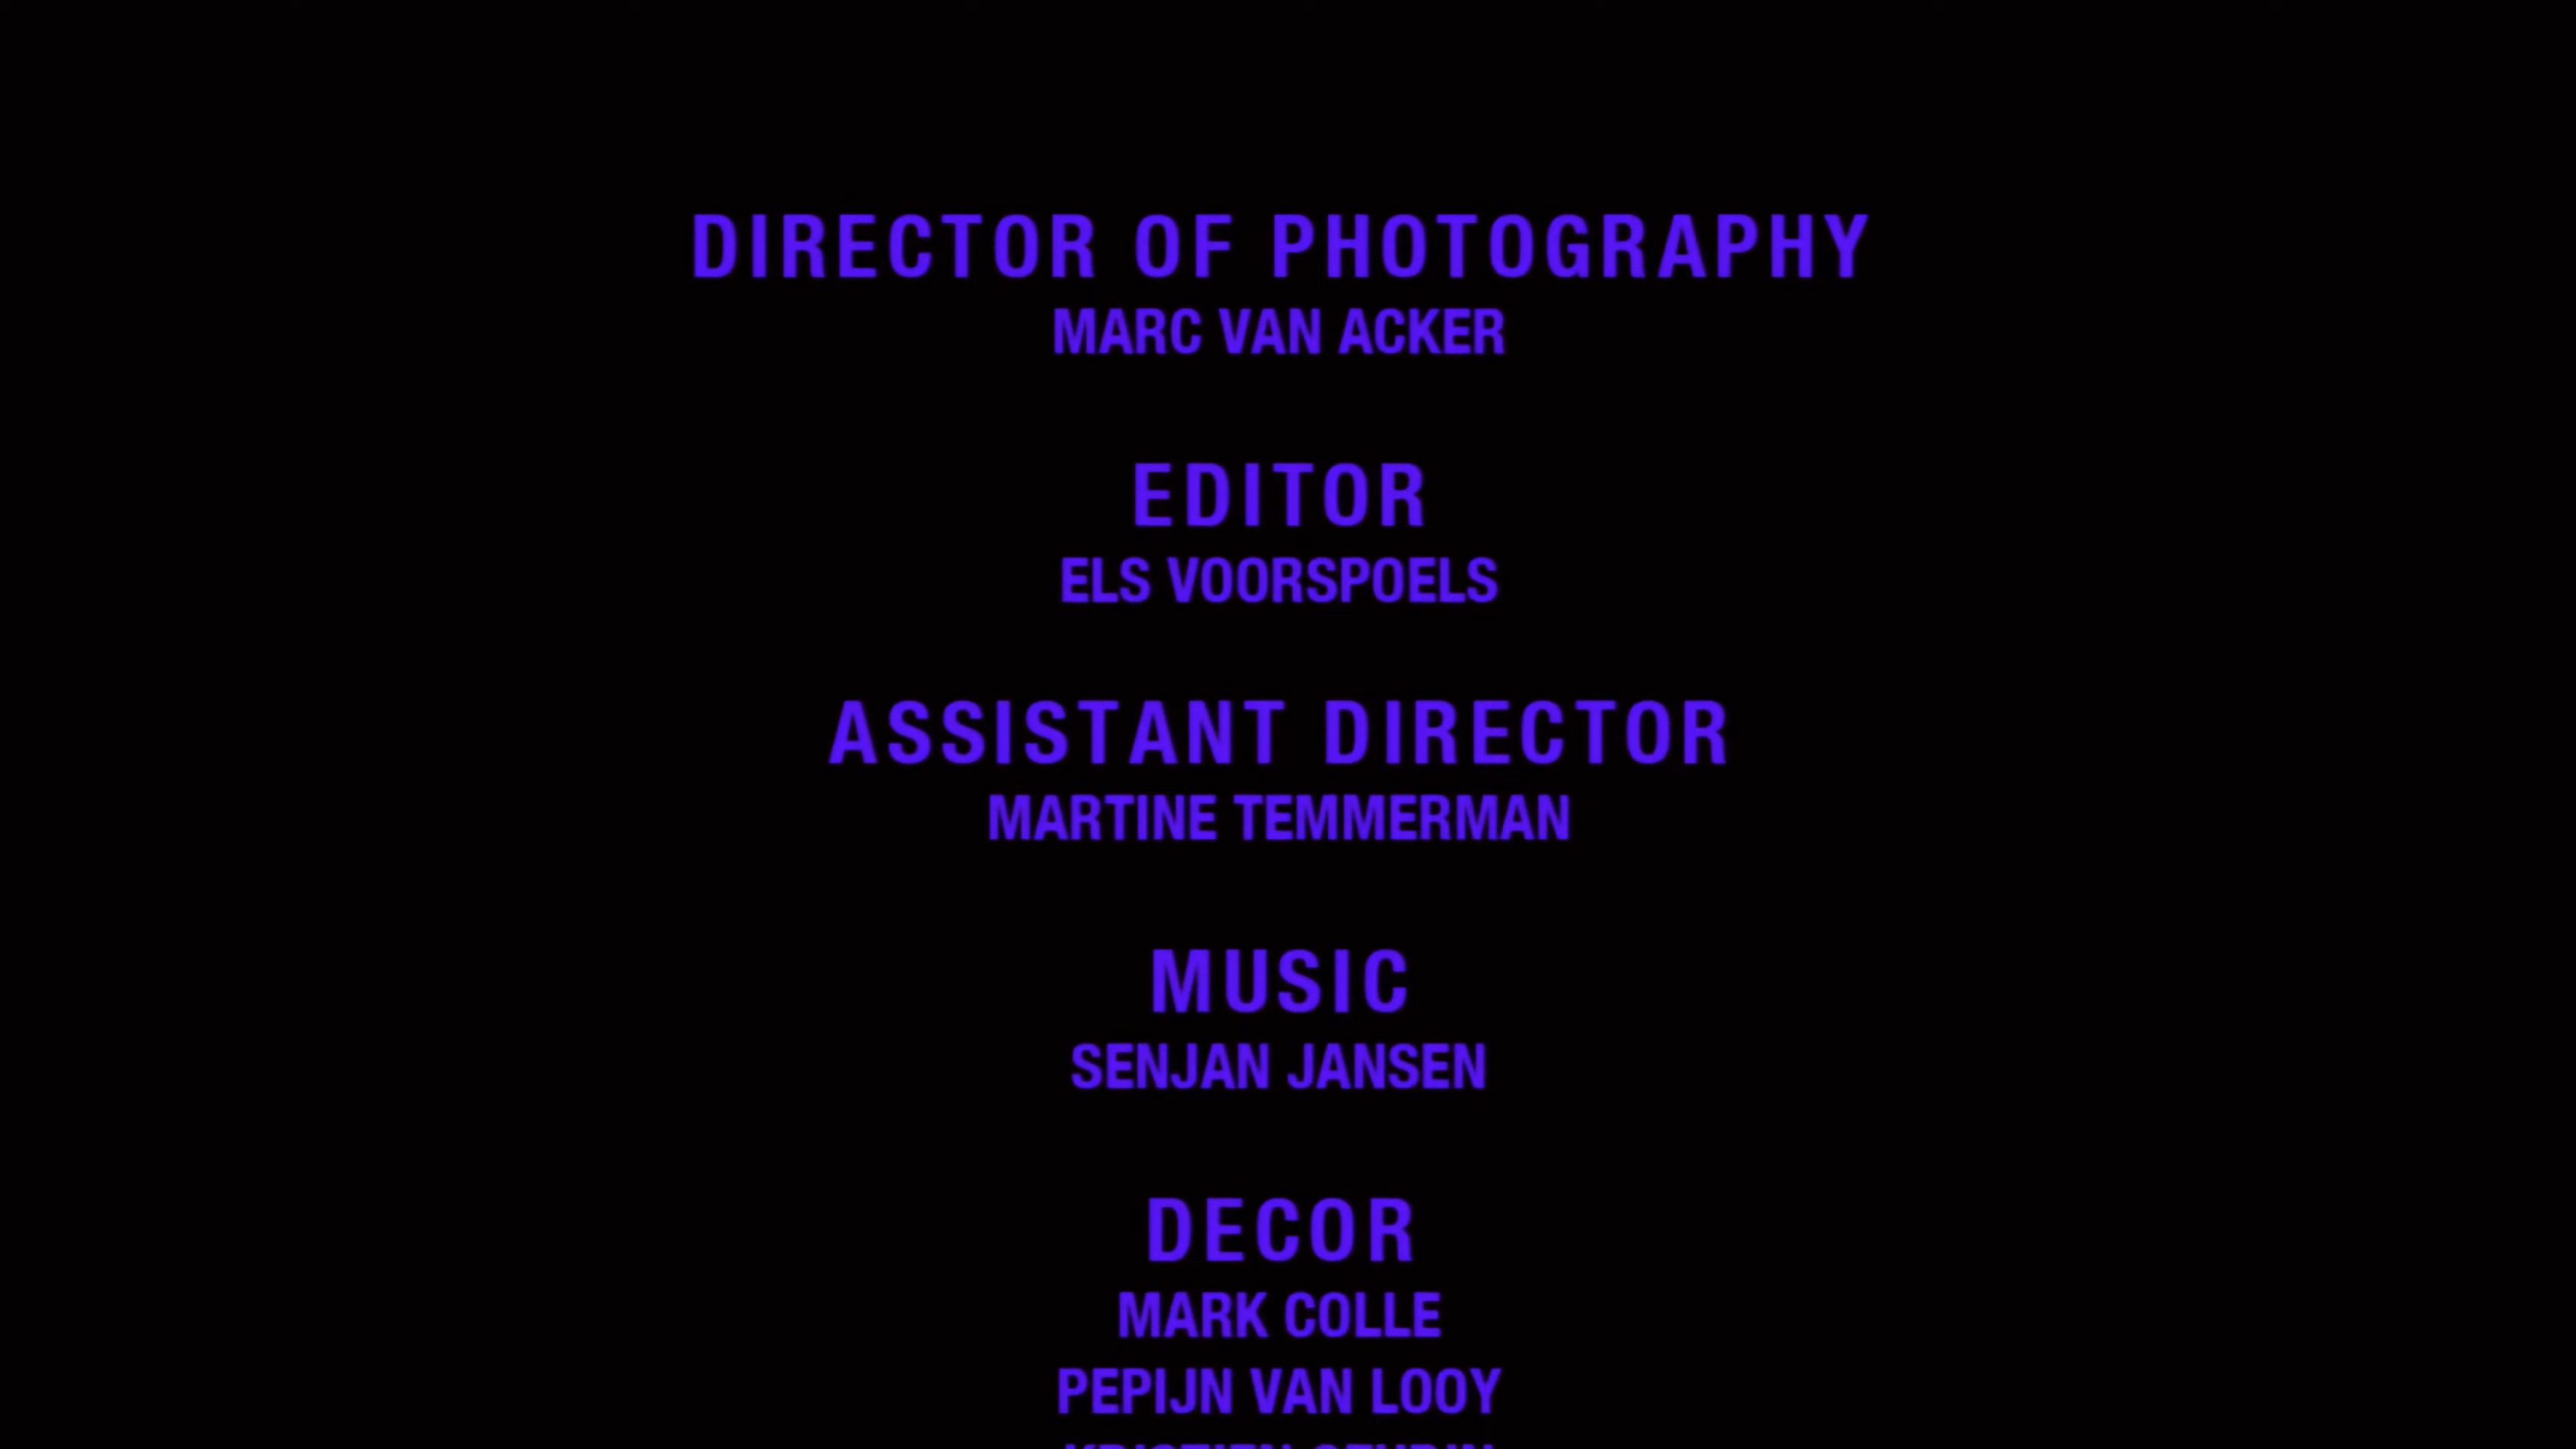 DIRECTOR OF PHOTOGRAPHY
MARC VAN ACKER
EDITOR
ELS VOORSPOELS
ASSISTANT DIRECTOR
MARTINE TEMMERMAN
MUSIC
SENJAN JANSEN
DECOR
MARK COLLE
PEPIJN VAN LOOY